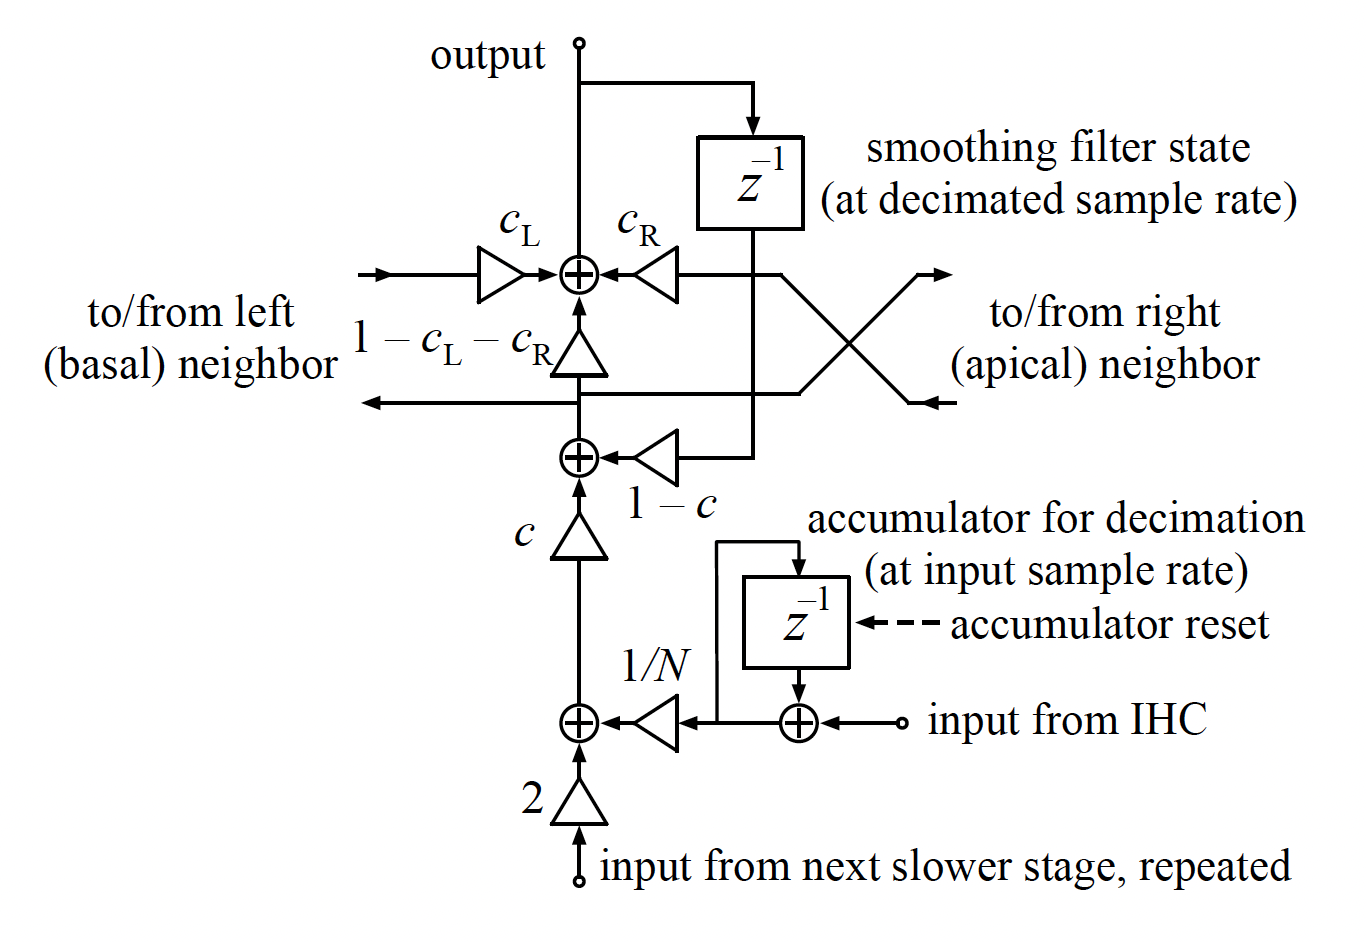 output
z⁻¹
smoothing filter state
(at decimated sample rate)
c_L
c_R
to/from left
(basal) neighbor
1 – c_L – c_R
to/from right
(apical) neighbor
1 – c
c
accumulator for decimation
(at input sample rate)
z⁻¹
accumulator reset
1/N
input from IHC
2
input from next slower stage, repeated